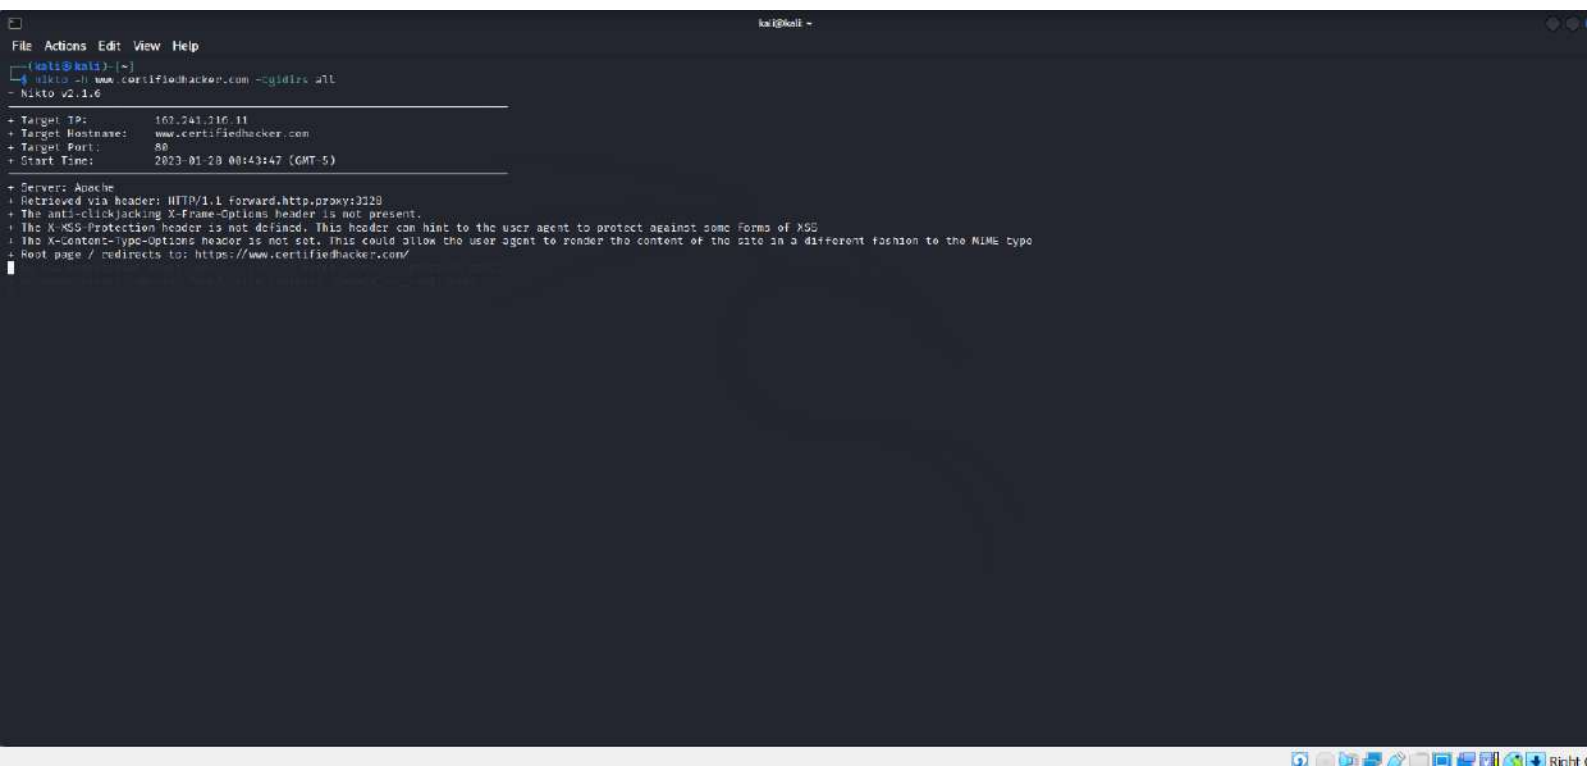 kali@kali: ~
File Actions Edit View Help
(kali㉿kali)-[~]
$ nikto -h www.certifiedhacker.com -Cgidirs all
- Nikto v2.1.6
+ Target IP: 162.241.216.11
+ Target Hostname: www.certifiedhacker.com
+ Target Port: 80
+ Start Time: 2023-01-28 00:43:47 (GMT-5)
+ Server: Apache
+ Retrieved via header: HTTP/1.1 forward.http.proxy:3128
+ The anti-clickjacking X-Frame-Options header is not present.
+ The X-XSS-Protection header is not defined. This header can hint to the user agent to protect against some forms of XSS
+ The X-Content-Type-Options header is not set. This could allow the user agent to render the content of the site in a different fashion to the MIME type
+ Root page / redirects to: https://www.certifiedhacker.com/
Right